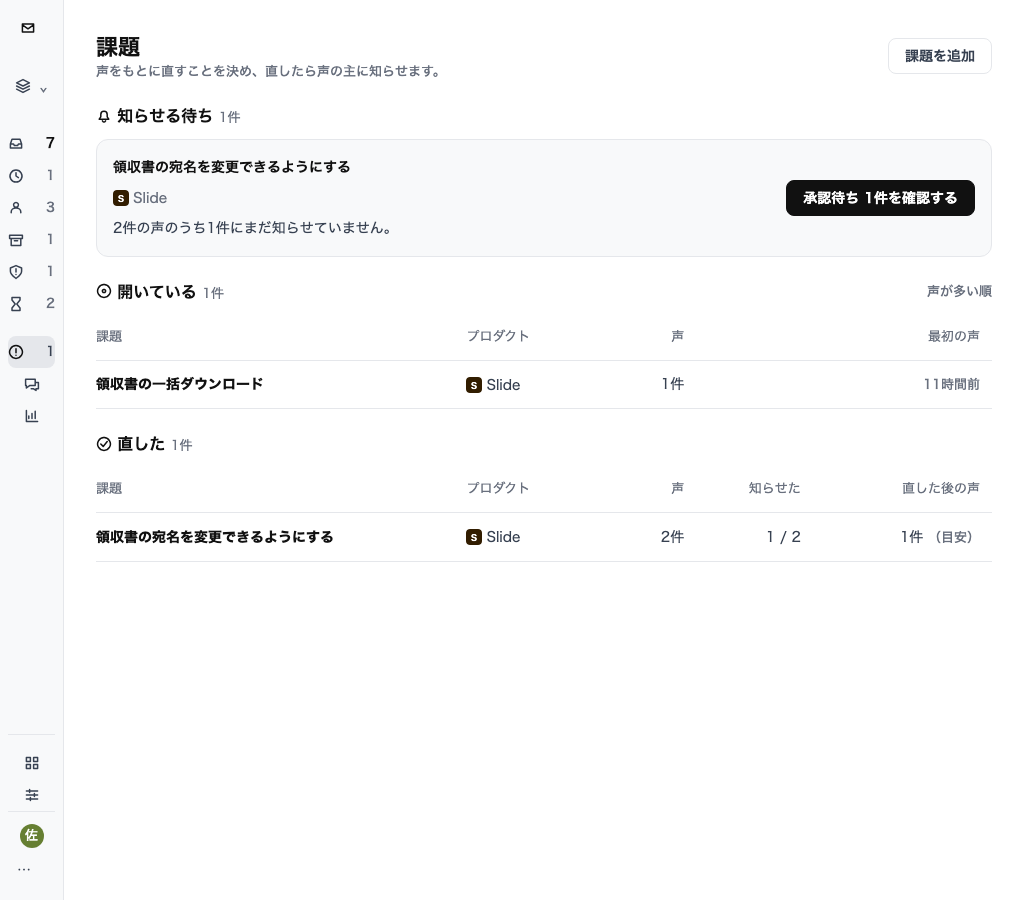 7
1
3
1
1
2
1
佐
…
課題
声をもとに直すことを決め、直したら声の主に知らせます。
課題を追加
知らせる待ち 1件
領収書の宛名を変更できるようにする
S Slide
2件の声のうち1件にまだ知らせていません。
承認待ち 1件を確認する
開いている 1件
声が多い順
課題 プロダクト 声 最初の声
領収書の一括ダウンロード S Slide 1件 11時間前
直した 1件
課題 プロダクト 声 知らせた 直した後の声
領収書の宛名を変更できるようにする S Slide 2件 1 / 2 1件 （目安）